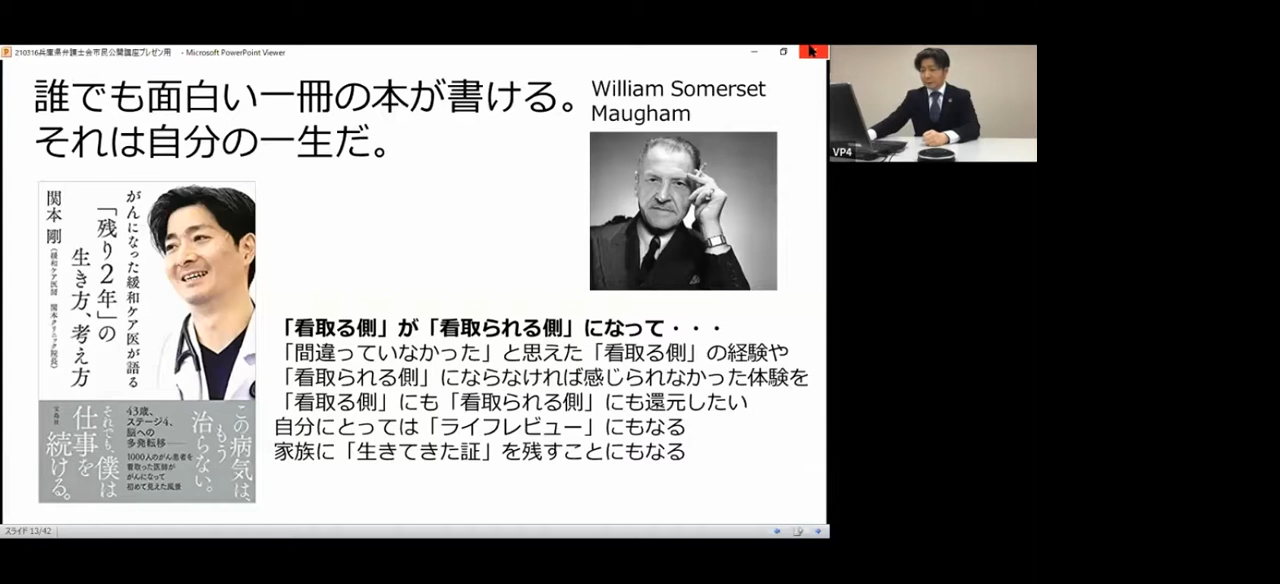 210316兵庫県弁護士会市民公開講座プレゼン用 - Microsoft PowerPoint Viewer
誰でも面白い一冊の本が書ける。
それは自分の一生だ。
William Somerset
Maugham
VP4
がんになった緩和ケア医が語る
「残り2年」の
生き方、考え方
関本 剛
(緩和ケア医師 関本クリニック院長)
この病気は、
もう
治らない。
43歳、
ステージ4、
脳への
多発転移――
1000人のがん患者を
看取った医師が
がんになって
初めて見えた風景
それでも、僕は
仕事を
続ける。
宝島社
「看取る側」が「看取られる側」になって・・・
「間違っていなかった」と思えた「看取る側」の経験や
「看取られる側」にならなければ感じられなかった体験を
「看取る側」にも「看取られる側」にも還元したい
自分にとっては「ライフレビュー」にもなる
家族に「生きてきた証」を残すことにもなる
スライド 13/42